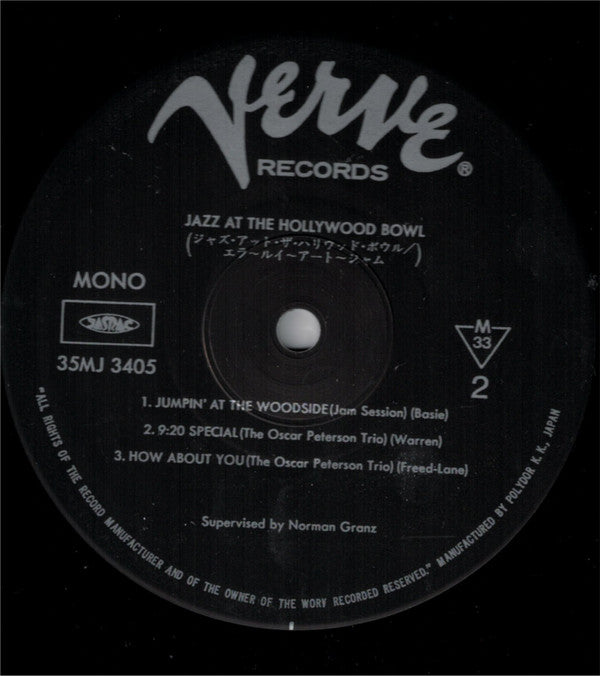 Verve
RECORDS®
JAZZ AT THE HOLLYWOOD BOWL
(ジャズ・アット・ザ・ハリウッド・ボウル/
エラ〜ルイ〜アート〜ジャム)
MONO
JASRAC
35MJ 3405
M
33
2
1. JUMPIN' AT THE WOODSIDE(Jam Session) (Basie)
2. 9:20 SPECIAL(The Oscar Peterson Trio) (Warren)
3. HOW ABOUT YOU(The Oscar Peterson Trio) (Freed-Lane)
Supervised by Norman Granz
"ALL RIGHTS OF THE RECORD MANUFACTURER AND OF THE OWNER OF THE WORV RECORDED RESERVED." MANUFACTURED BY POLYDOR K. K., JAPAN